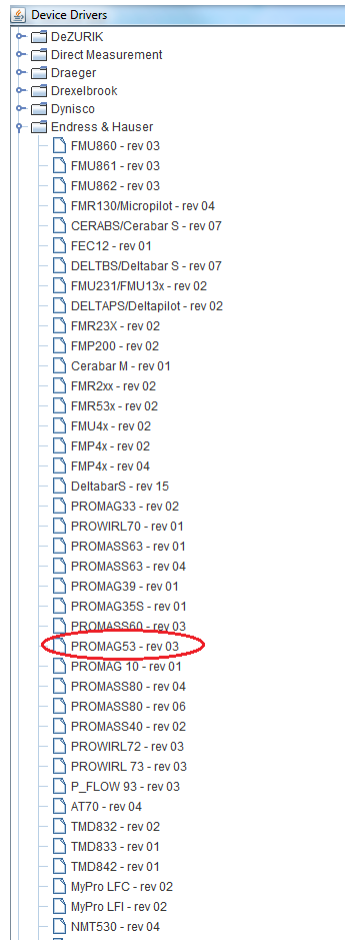 Device Drivers
DeZURIK
Direct Measurement
Draeger
Drexelbrook
Dynisco
Endress & Hauser
FMU860 - rev 03
FMU861 - rev 03
FMU862 - rev 03
FMR130/Micropilot - rev 04
CERABS/Cerabar S - rev 07
FEC12 - rev 01
DELTBS/Deltabar S - rev 07
FMU231/FMU13x - rev 02
DELTAPS/Deltapilot - rev 02
FMR23X - rev 02
FMP200 - rev 02
Cerabar M - rev 01
FMR2xx - rev 02
FMR53x - rev 02
FMU4x - rev 02
FMP4x - rev 02
FMP4x - rev 04
DeltabarS - rev 15
PROMAG33 - rev 02
PROWIRL70 - rev 01
PROMASS63 - rev 01
PROMASS63 - rev 04
PROMAG39 - rev 01
PROMAG35S - rev 01
PROMASS60 - rev 03
PROMAG53 - rev 03
PROMAG 10 - rev 01
PROMASS80 - rev 04
PROMASS80 - rev 06
PROMASS40 - rev 02
PROWIRL72 - rev 03
PROWIRL 73 - rev 03
P_FLOW 93 - rev 03
AT70 - rev 04
TMD832 - rev 02
TMD833 - rev 01
TMD842 - rev 01
MyPro LFC - rev 02
MyPro LFI - rev 02
NMT530 - rev 04